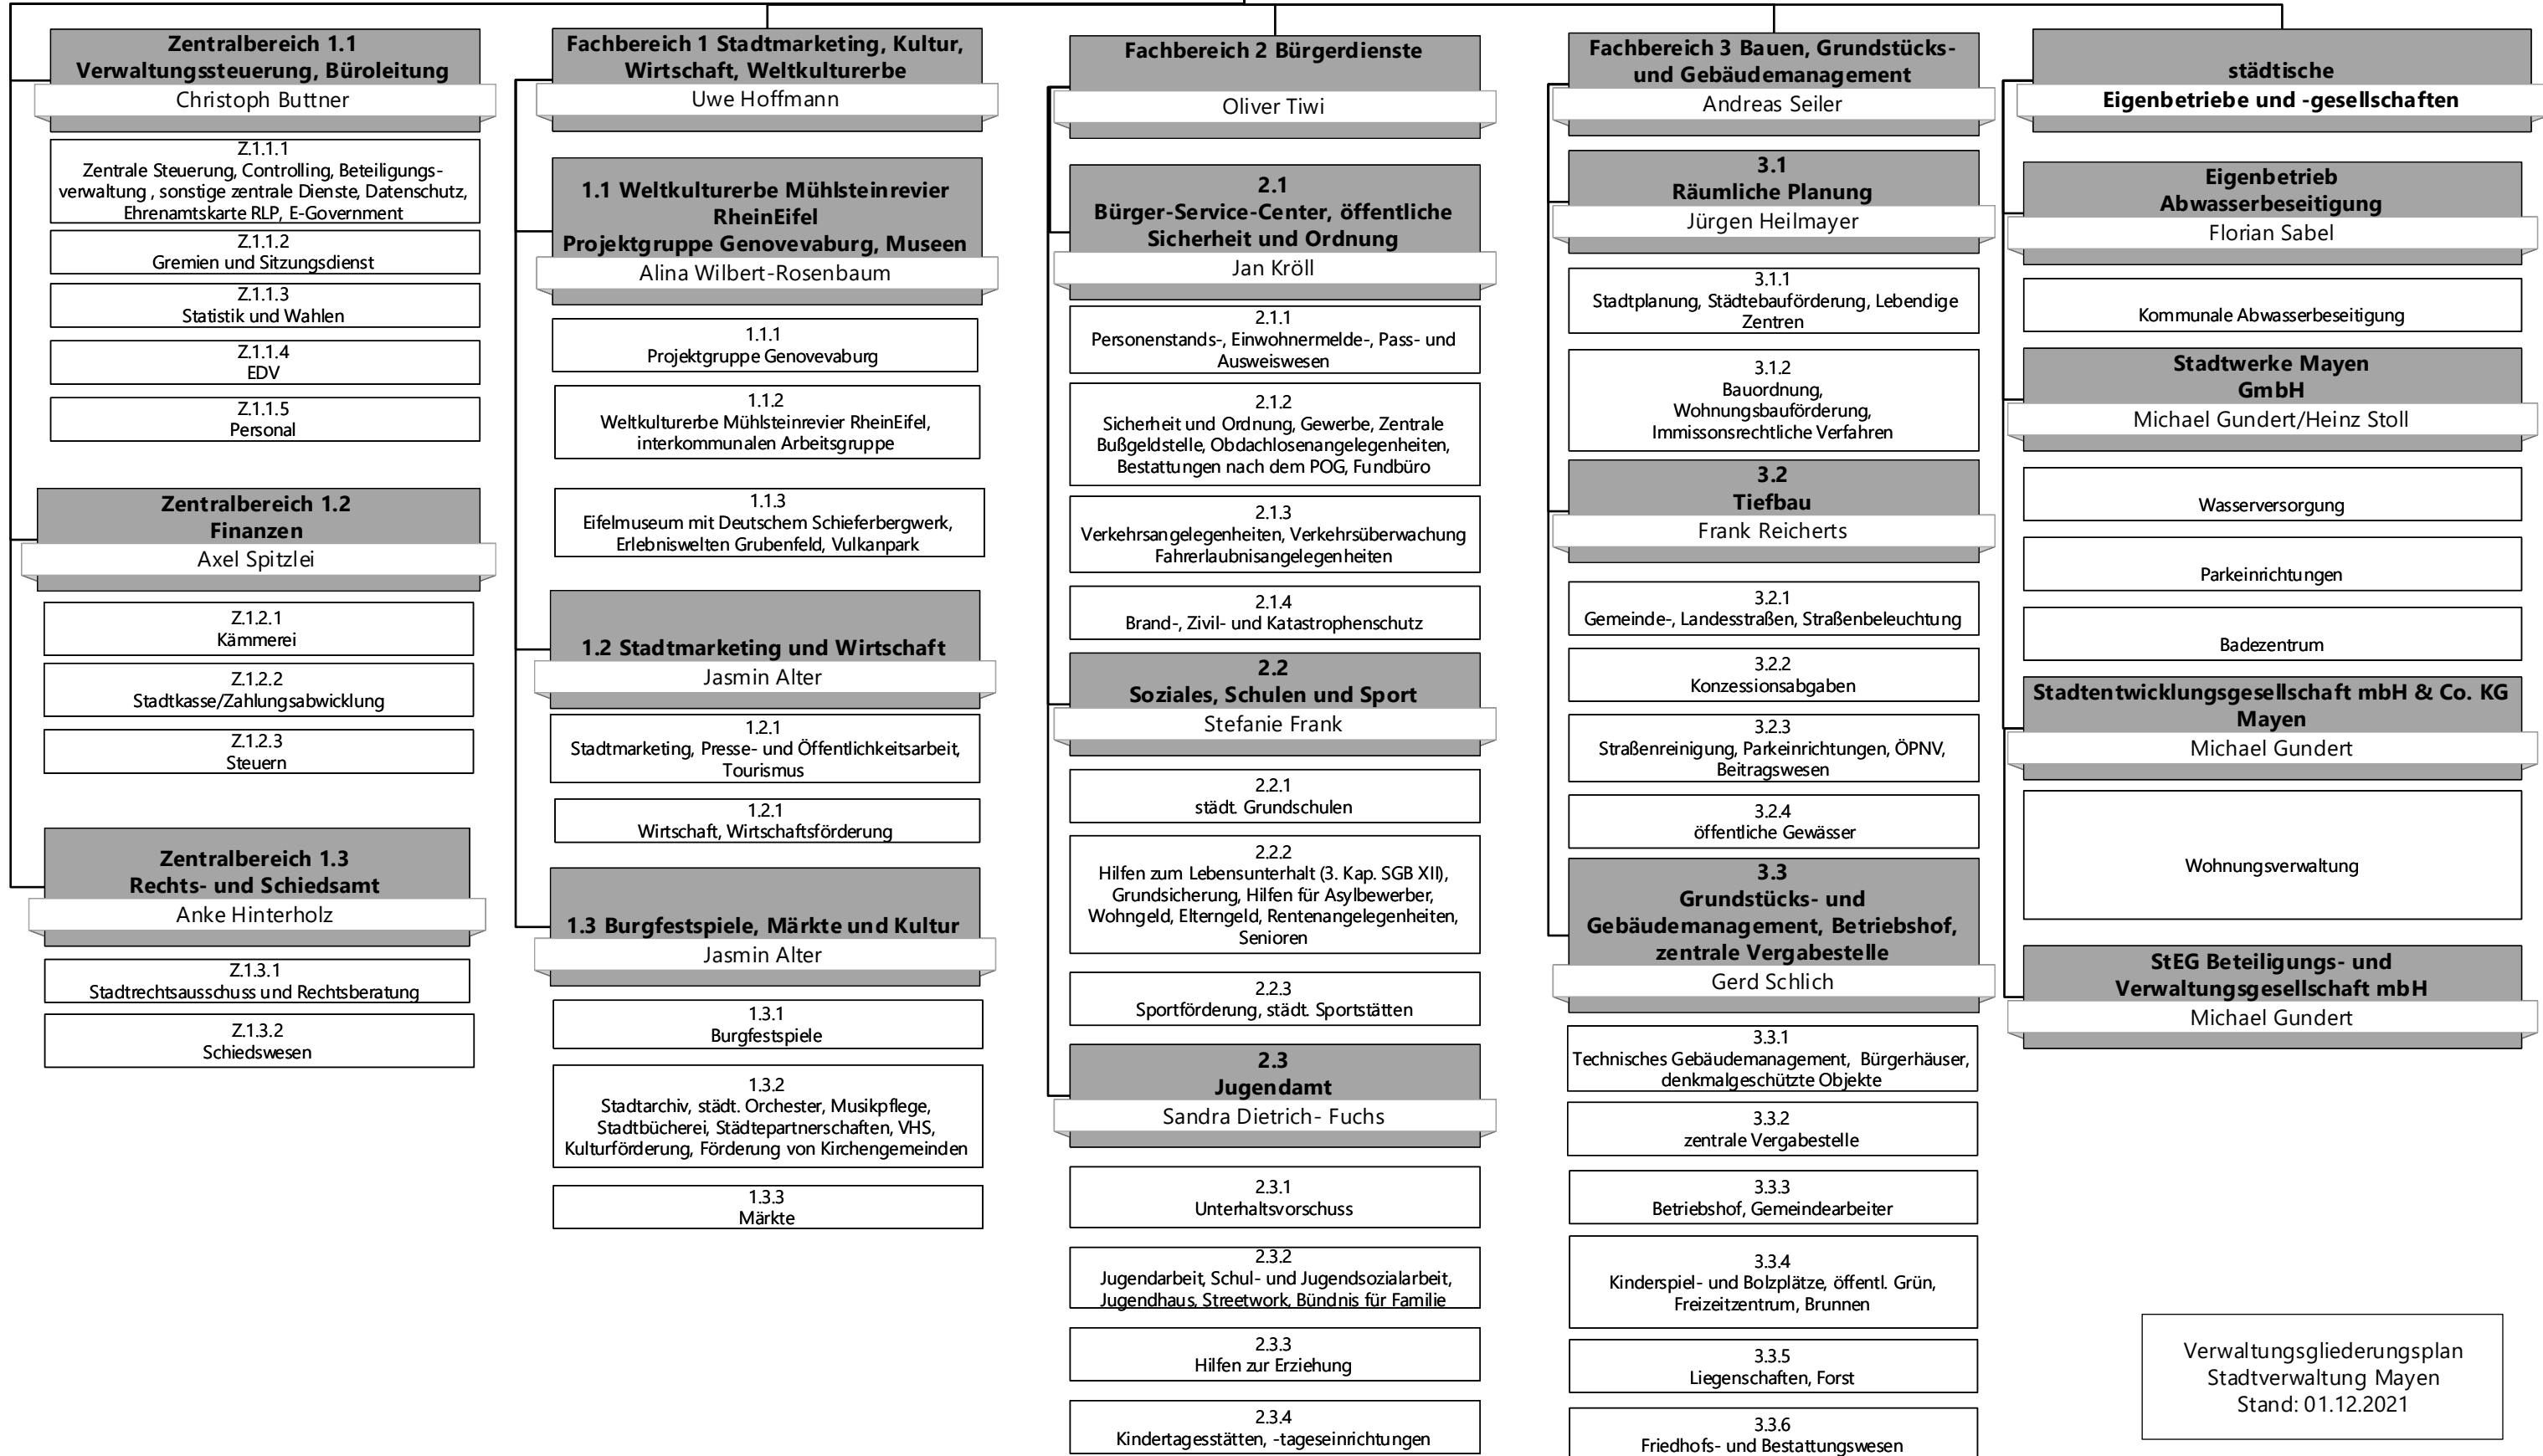 Zentralbereich 1.1
Verwaltungssteuerung, Büroleitung
Christoph Buttner
Z.1.1.1
Zentrale Steuerung, Controlling, Beteiligungs-
verwaltung , sonstige zentrale Dienste, Datenschutz,
Ehrenamtskarte RLP, E-Government
Z.1.1.2
Gremien und Sitzungsdienst
Z.1.1.3
Statistik und Wahlen
Z.1.1.4
EDV
Z.1.1.5
Personal
Zentralbereich 1.2
Finanzen
Axel Spitzlei
Z.1.2.1
Kämmerei
Z.1.2.2
Stadtkasse/Zahlungsabwicklung
Z.1.2.3
Steuern
Zentralbereich 1.3
Rechts- und Schiedsamt
Anke Hinterholz
Z.1.3.1
Stadtrechtsausschuss und Rechtsberatung
Z.1.3.2
Schiedswesen
Fachbereich 1 Stadtmarketing, Kultur,
Wirtschaft, Weltkulturerbe
Uwe Hoffmann
1.1 Weltkulturerbe Mühlsteinrevier
RheinEifel
Projektgruppe Genovevaburg, Museen
Alina Wilbert-Rosenbaum
1.1.1
Projektgruppe Genovevaburg
1.1.2
Weltkulturerbe Mühlsteinrevier RheinEifel,
interkommunalen Arbeitsgruppe
1.1.3
Eifelmuseum mit Deutschem Schieferbergwerk,
Erlebniswelten Grubenfeld, Vulkanpark
1.2 Stadtmarketing und Wirtschaft
Jasmin Alter
1.2.1
Stadtmarketing, Presse- und Öffentlichkeitsarbeit,
Tourismus
1.2.1
Wirtschaft, Wirtschaftsförderung
1.3 Burgfestspiele, Märkte und Kultur
Jasmin Alter
1.3.1
Burgfestspiele
1.3.2
Stadtarchiv, städt. Orchester, Musikpflege,
Stadtbücherei, Städtepartnerschaften, VHS,
Kulturförderung, Förderung von Kirchengemeinden
1.3.3
Märkte
Fachbereich 2 Bürgerdienste
Oliver Tiwi
2.1
Bürger-Service-Center, öffentliche
Sicherheit und Ordnung
Jan Kröll
2.1.1
Personenstands-, Einwohnermelde-, Pass- und
Ausweiswesen
2.1.2
Sicherheit und Ordnung, Gewerbe, Zentrale
Bußgeldstelle, Obdachlosenangelegenheiten,
Bestattungen nach dem POG, Fundbüro
2.1.3
Verkehrsangelegenheiten, Verkehrsüberwachung
Fahrerlaubnisangelegenheiten
2.1.4
Brand-, Zivil- und Katastrophenschutz
2.2
Soziales, Schulen und Sport
Stefanie Frank
2.2.1
städt. Grundschulen
2.2.2
Hilfen zum Lebensunterhalt (3. Kap. SGB XII),
Grundsicherung, Hilfen für Asylbewerber,
Wohngeld, Elterngeld, Rentenangelegenheiten,
Senioren
2.2.3
Sportförderung, städt. Sportstätten
2.3
Jugendamt
Sandra Dietrich- Fuchs
2.3.1
Unterhaltsvorschuss
2.3.2
Jugendarbeit, Schul- und Jugendsozialarbeit,
Jugendhaus, Streetwork, Bündnis für Familie
2.3.3
Hilfen zur Erziehung
2.3.4
Kindertagesstätten, -tageseinrichtungen
Fachbereich 3 Bauen, Grundstücks-
und Gebäudemanagement
Andreas Seiler
3.1
Räumliche Planung
Jürgen Heilmayer
3.1.1
Stadtplanung, Städtebauförderung, Lebendige
Zentren
3.1.2
Bauordnung,
Wohnungsbauförderung,
Immissonsrechtliche Verfahren
3.2
Tiefbau
Frank Reicherts
3.2.1
Gemeinde-, Landesstraßen, Straßenbeleuchtung
3.2.2
Konzessionsabgaben
3.2.3
Straßenreinigung, Parkeinrichtungen, ÖPNV,
Beitragswesen
3.2.4
öffentliche Gewässer
3.3
Grundstücks- und
Gebäudemanagement, Betriebshof,
zentrale Vergabestelle
Gerd Schlich
3.3.1
Technisches Gebäudemanagement, Bürgerhäuser,
denkmalgeschützte Objekte
3.3.2
zentrale Vergabestelle
3.3.3
Betriebshof, Gemeindearbeiter
3.3.4
Kinderspiel- und Bolzplätze, öffentl. Grün,
Freizeitzentrum, Brunnen
3.3.5
Liegenschaften, Forst
3.3.6
Friedhofs- und Bestattungswesen
städtische
Eigenbetriebe und -gesellschaften
Eigenbetrieb
Abwasserbeseitigung
Florian Sabel
Kommunale Abwasserbeseitigung
Stadtwerke Mayen
GmbH
Michael Gundert/Heinz Stoll
Wasserversorgung
Parkeinrichtungen
Badezentrum
Stadtentwicklungsgesellschaft mbH & Co. KG
Mayen
Michael Gundert
Wohnungsverwaltung
StEG Beteiligungs- und
Verwaltungsgesellschaft mbH
Michael Gundert
Verwaltungsgliederungsplan
Stadtverwaltung Mayen
Stand: 01.12.2021